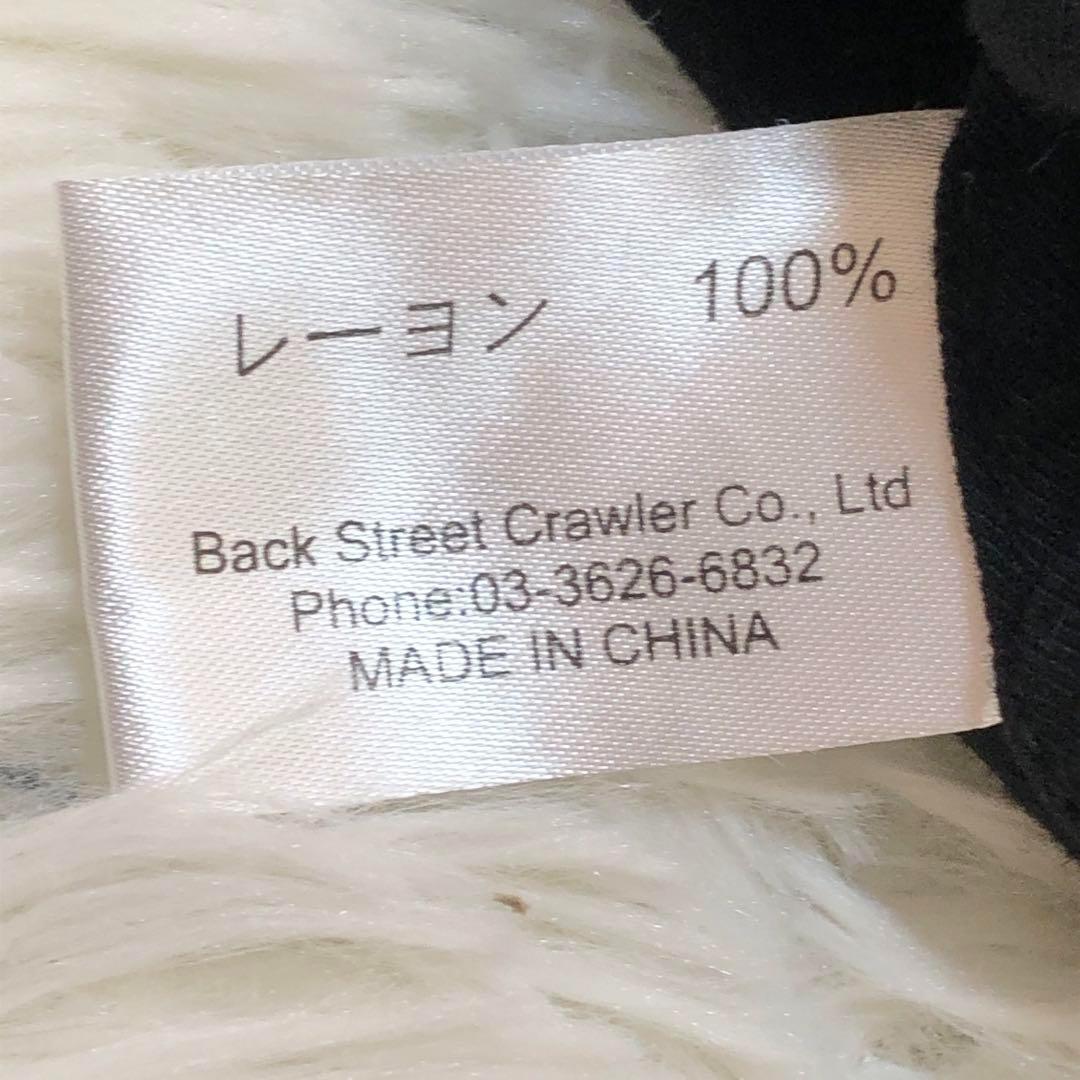 レーヨン 100%
Back Street Crawler Co., Ltd
Phone:03-3626-6832
MADE IN CHINA